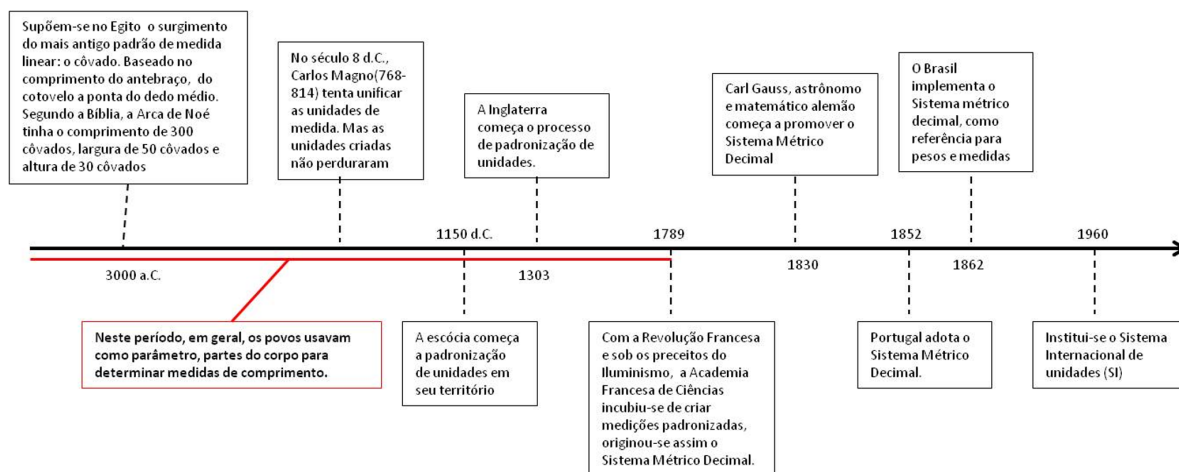 Supõem-se no Egito o surgimento
do mais antigo padrão de medida
linear: o côvado. Baseado no
comprimento do antebraço, do
cotovelo a ponta do dedo médio.
Segundo a Bíblia, a Arca de Noé
tinha o comprimento de 300
côvados, largura de 50 côvados e
altura de 30 côvados
No século 8 d.C.,
Carlos Magno(768-
814) tenta unificar
as unidades de
medida. Mas as
unidades criadas
não perduraram
A Inglaterra
começa o processo
de padronização de
unidades.
Carl Gauss, astrônomo
e matemático alemão
começa a promover o
Sistema Métrico
Decimal
O Brasil
implementa o
Sistema métrico
decimal, como
referência para
pesos e medidas
1150 d.C.
1789
1852
1960
3000 a.C.
1303
1830
1862
Neste período, em geral, os povos usavam
como parâmetro, partes do corpo para
determinar medidas de comprimento.
A escócia começa
a padronização
de unidades em
seu território
Com a Revolução Francesa
e sob os preceitos do
Iluminismo, a Academia
Francesa de Ciências
incubiu-se de criar
medições padronizadas,
originou-se assim o
Sistema Métrico Decimal.
Portugal adota o
Sistema Métrico
Decimal.
Institui-se o Sistema
Internacional de
unidades (SI)